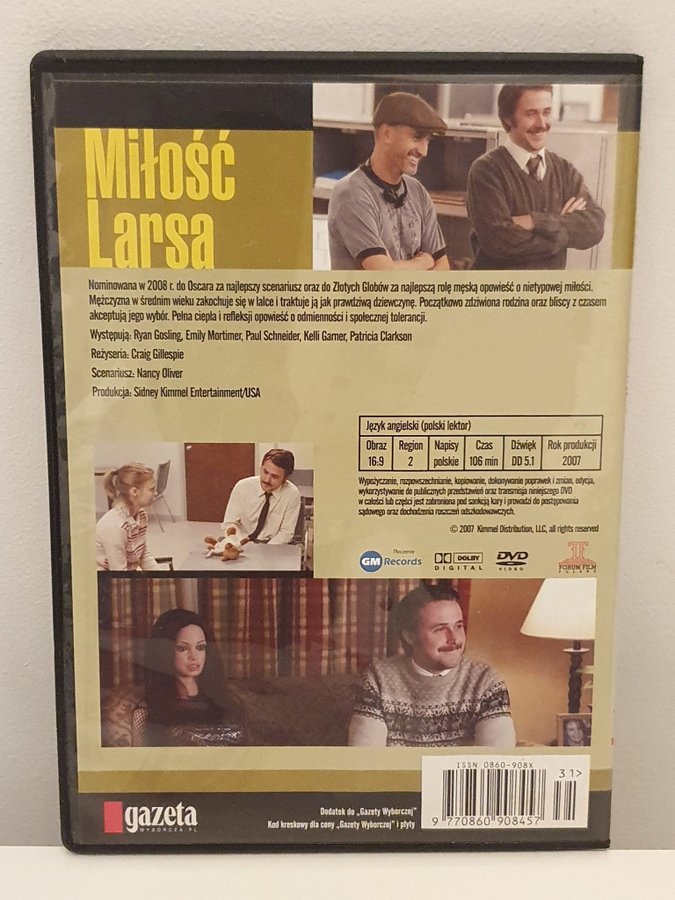 Miłość
Larsa
Nominowana w 2008 r. do Oscara za najlepszy scenariusz oraz do Złotych Globów za najlepszą rolę męską opowieść o nietypowej miłości.
Mężczyzna w średnim wieku zakochuje się w lalce i traktuje ją jak prawdziwą dziewczynę. Początkowo zdziwiona rodzina oraz bliscy z czasem
akceptują jego wybór. Pełna ciepła i refleksji opowieść o odmienności i społecznej tolerancji.
Występują: Ryan Gosling, Emily Mortimer, Paul Schneider, Kelli Garner, Patricia Clarkson
Reżyseria: Craig Gillespie
Scenariusz: Nancy Oliver
Produkcja: Sidney Kimmel Entertainment/USA
Język angielski (polski lektor)
Obraz Region Napisy Czas Dźwięk Rok produkcji
16:9 2 polskie 106 min DD 5.1 2007
Wypożyczanie, rozpowszechnianie, kopiowanie, dokonywanie poprawek i zmian, edycja,
wykorzystywanie do publicznych przedstawień oraz transmisja niniejszego DVD
w całości lub części jest zabroniona pod sankcją kary i prowadzi do postępowania
sądowego oraz dochodzenia roszczeń odszkodowawczych.
© 2007 Kimmel Distribution, LLC, all rights reserved
Tłoczenie
GM Records
DOLBY
DIGITAL
DVD
VIDEO
FORUM FILM
POLAND
ISSN 0860-908X
31>
9 770860 908457
gazeta
WYBORCZA.PL
Dodatek do „Gazety Wyborczej"
Kod kreskowy dla ceny „Gazety Wyborczej" i płyty